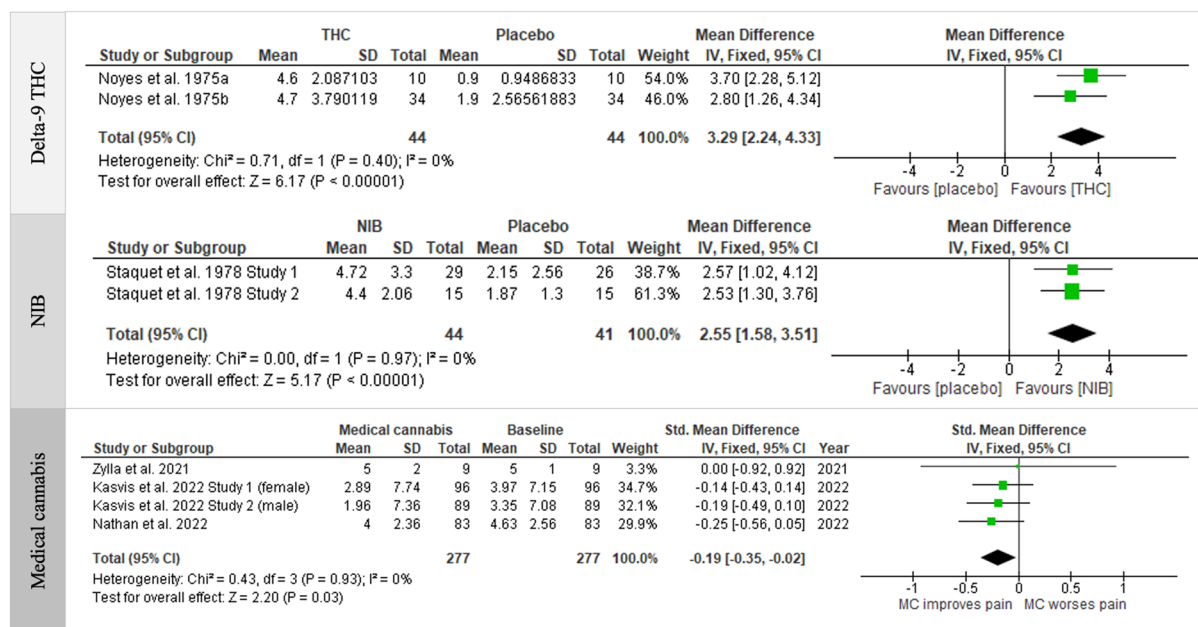 Delta-9 THC
THC Placebo Mean Difference Mean Difference
Study or Subgroup Mean SD Total Mean SD Total Weight IV, Fixed, 95% CI IV, Fixed, 95% CI
Noyes et al. 1975a 4.6 2.087103 10 0.9 0.9486833 10 54.0% 3.70 [2.28, 5.12]
Noyes et al. 1975b 4.7 3.790119 34 1.9 2.56561883 34 46.0% 2.80 [1.26, 4.34]
Total (95% CI) 44 44 100.0% 3.29 [2.24, 4.33]
Heterogeneity: Chi² = 0.71, df = 1 (P = 0.40); I² = 0%
Test for overall effect: Z = 6.17 (P < 0.00001)
-4 -2 0 2 4
Favours [placebo] Favours [THC]
NIB
NIB Placebo Mean Difference Mean Difference
Study or Subgroup Mean SD Total Mean SD Total Weight IV, Fixed, 95% CI IV, Fixed, 95% CI
Staquet et al. 1978 Study 1 4.72 3.3 29 2.15 2.56 26 38.7% 2.57 [1.02, 4.12]
Staquet et al. 1978 Study 2 4.4 2.06 15 1.87 1.3 15 61.3% 2.53 [1.30, 3.76]
Total (95% CI) 44 41 100.0% 2.55 [1.58, 3.51]
Heterogeneity: Chi² = 0.00, df = 1 (P = 0.97); I² = 0%
Test for overall effect: Z = 5.17 (P < 0.00001)
-4 -2 0 2 4
Favours [placebo] Favours [NIB]
Medical cannabis
Medical cannabis Baseline Std. Mean Difference Std. Mean Difference
Study or Subgroup Mean SD Total Mean SD Total Weight IV, Fixed, 95% CI Year IV, Fixed, 95% CI
Zylla et al. 2021 5 2 9 5 1 9 3.3% 0.00 [-0.92, 0.92] 2021
Kasvis et al. 2022 Study 1 (female) 2.89 7.74 96 3.97 7.15 96 34.7% -0.14 [-0.43, 0.14] 2022
Kasvis et al. 2022 Study 2 (male) 1.96 7.36 89 3.35 7.08 89 32.1% -0.19 [-0.49, 0.10] 2022
Nathan et al. 2022 4 2.36 83 4.63 2.56 83 29.9% -0.25 [-0.56, 0.05] 2022
Total (95% CI) 277 277 100.0% -0.19 [-0.35, -0.02]
Heterogeneity: Chi² = 0.43, df = 3 (P = 0.93); I² = 0%
Test for overall effect: Z = 2.20 (P = 0.03)
-1 -0.5 0 0.5 1
MC improves pain MC worses pain